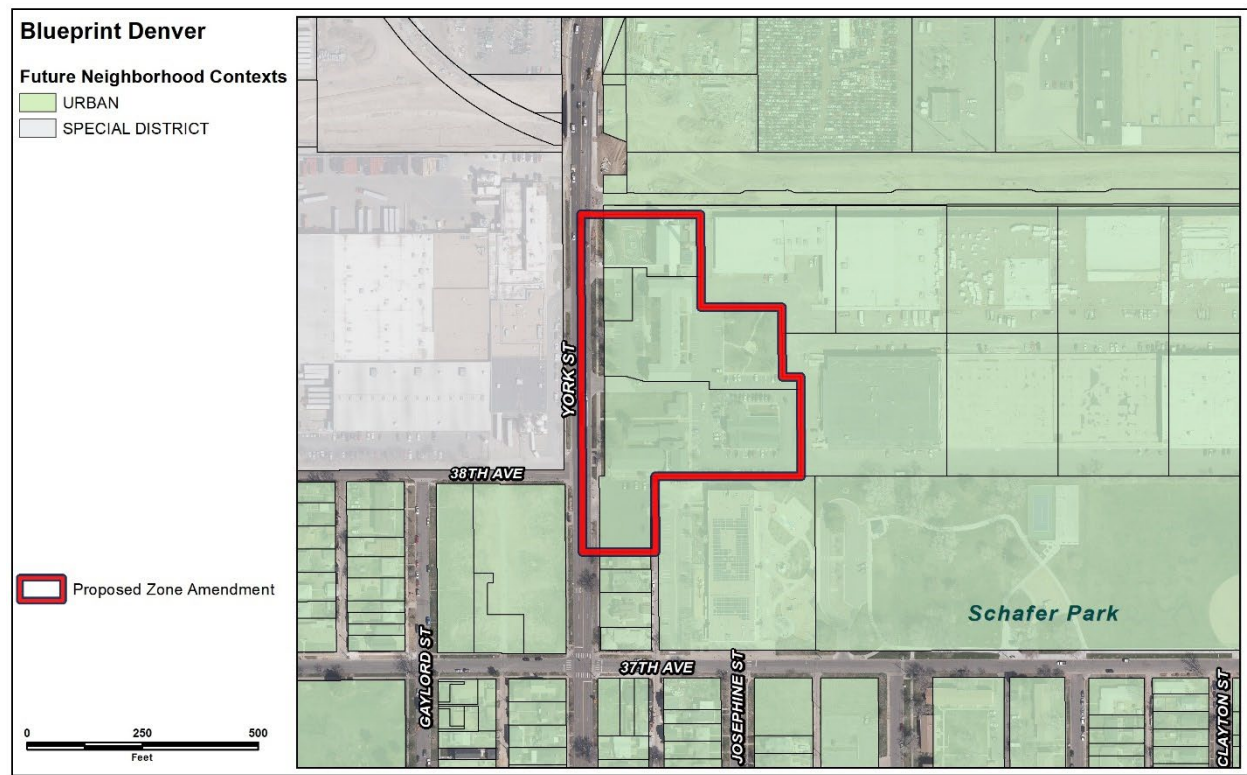 Blueprint Denver
Future Neighborhood Contexts
URBAN
SPECIAL DISTRICT
YORK ST
38TH AVE
Proposed Zone Amendment
Schafer Park
GAYLORD ST
37TH AVE
JOSEPHINE ST
CLAYTON ST
0 250 500
Feet